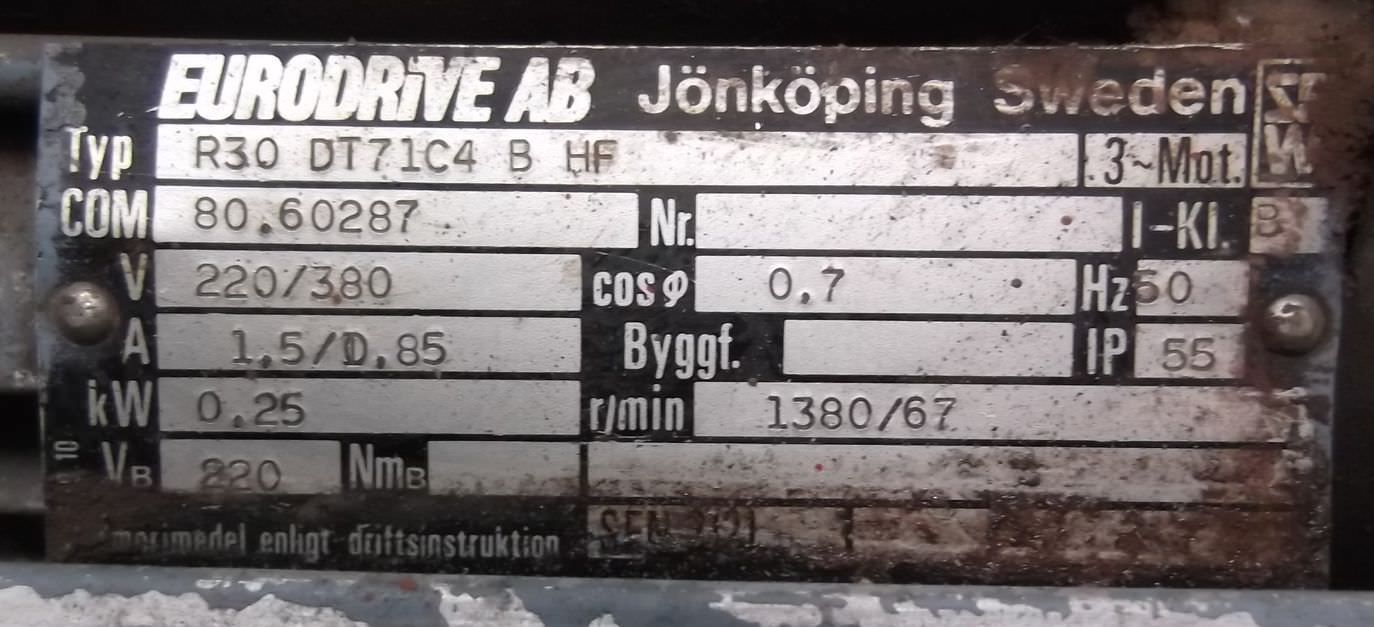 EURODRIVE AB Jönköping Sweden
Typ R30 DT71C4 B HF 3~Mot.
COM 80.60287 Nr. I-Kl. B
V 220/380 cos φ 0.7 Hz 50
A 1.5/0.85 Byggf. IP 55
kW 0.25 r/min 1380/67
VB 220 NmB
10
enligt driftsinstruktion